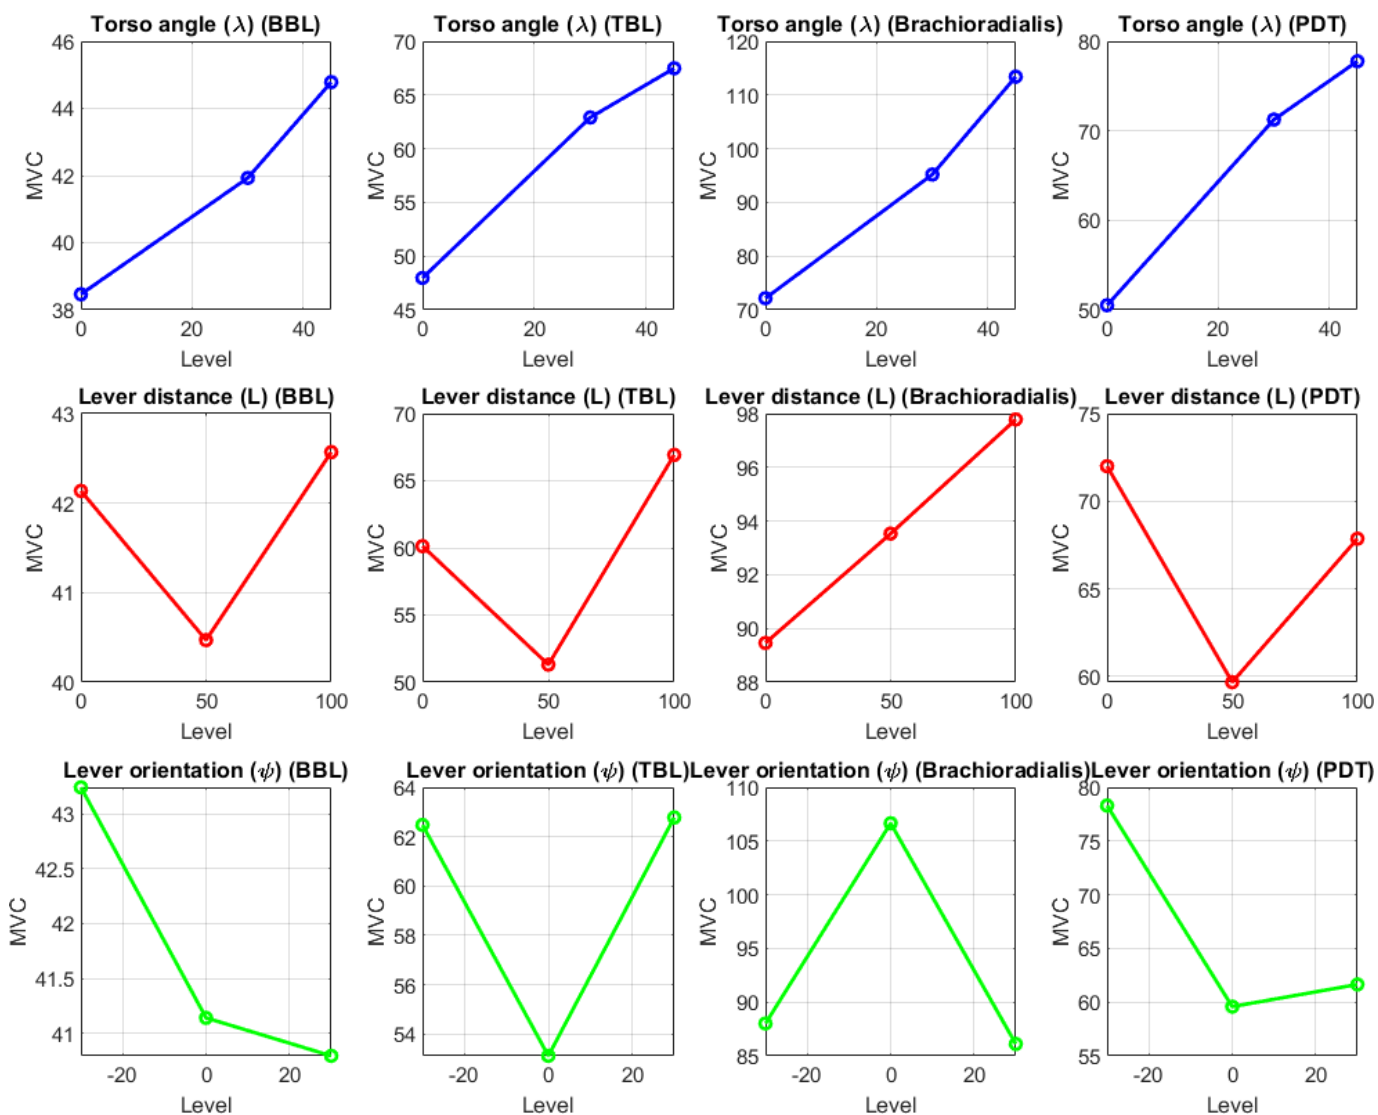 Torso angle (λ) (BBL)
46
44
42
40
38
MVC
0 20 40
Level
Torso angle (λ) (TBL)
70
65
60
55
50
45
MVC
0 20 40
Level
Torso angle (λ) (Brachioradialis)
120
110
100
90
80
70
MVC
0 20 40
Level
Torso angle (λ) (PDT)
80
70
60
50
MVC
0 20 40
Level
Lever distance (L) (BBL)
43
42
41
40
MVC
0 50 100
Level
Lever distance (L) (TBL)
70
65
60
55
50
MVC
0 50 100
Level
Lever distance (L) (Brachioradialis)
98
96
94
92
90
88
MVC
0 50 100
Level
Lever distance (L) (PDT)
75
70
65
60
MVC
0 50 100
Level
Lever orientation (ψ) (BBL)
43
42.5
42
41.5
41
MVC
-20 0 20
Level
Lever orientation (ψ) (TBL)
64
62
60
58
56
54
MVC
-20 0 20
Level
Lever orientation (ψ) (Brachioradialis)
110
105
100
95
90
85
MVC
-20 0 20
Level
Lever orientation (ψ) (PDT)
80
75
70
65
60
55
MVC
-20 0 20
Level